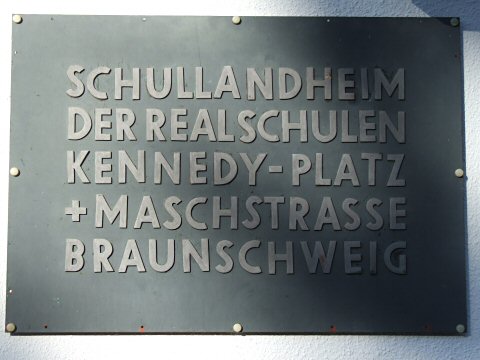 SCHULLANDHEIM
DER REALSCHULEN
KENNEDY-PLATZ
+ MASCHSTRASSE
BRAUNSCHWEIG